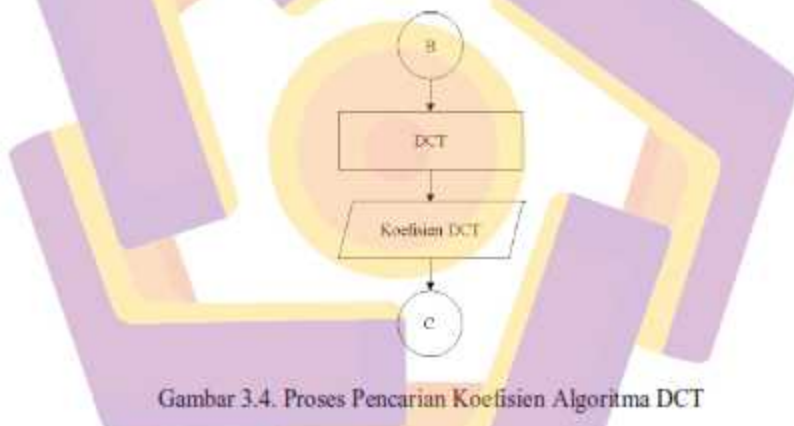 B
DCT
Koefisien DCT
C
Gambar 3.4. Proses Pencarian Koefisien Algoritma DCT